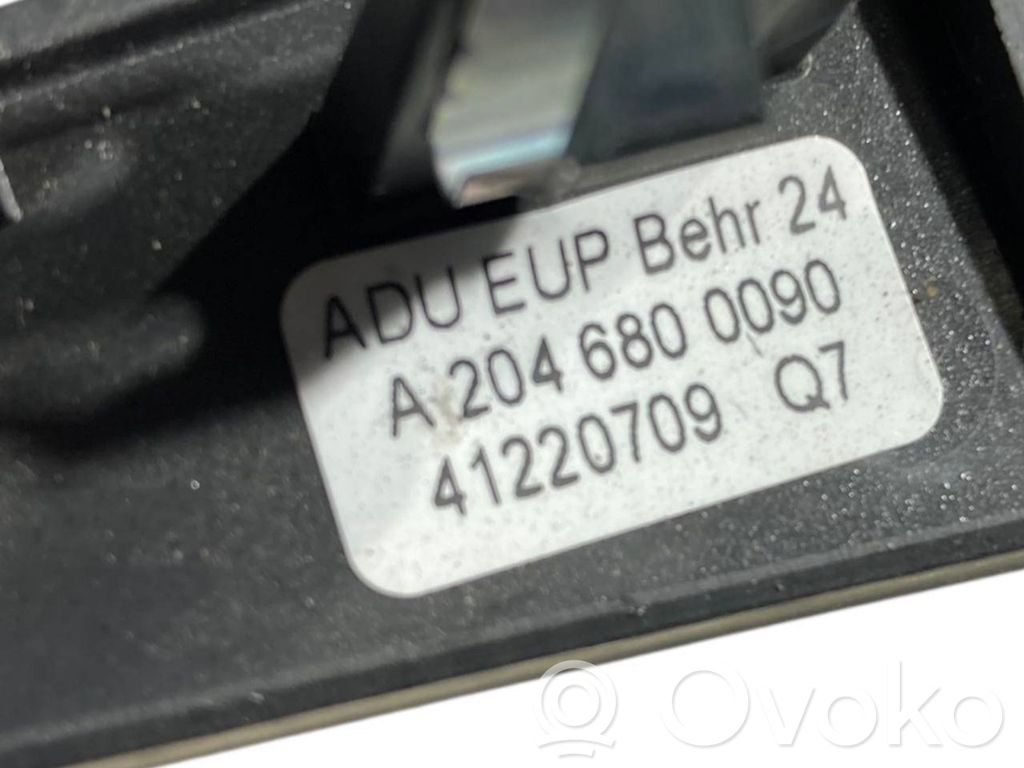 ADU EUP Behr 24
A 204 680 0090
41220709 Q7
© Ovoko